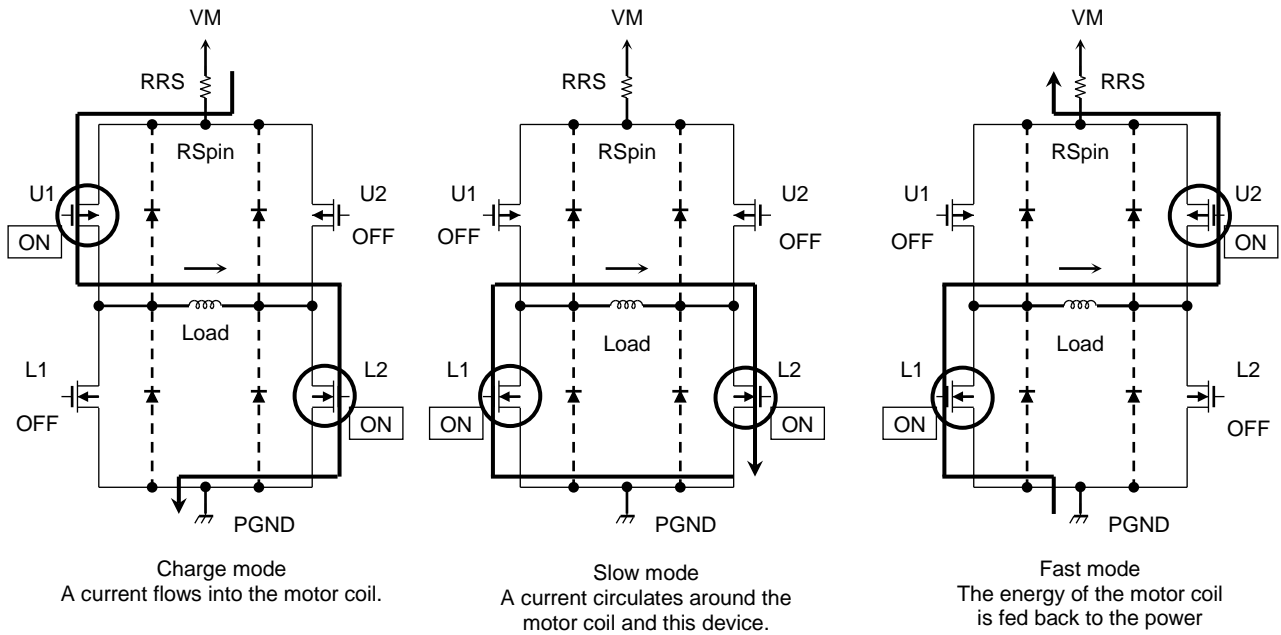 VM
RRS
RSpin
U1
U2
ON
OFF
Load
L1
L2
OFF
ON
PGND
Charge mode
A current flows into the motor coil.
VM
RRS
RSpin
U1
U2
OFF
OFF
Load
L1
L2
ON
ON
PGND
Slow mode
A current circulates around the
motor coil and this device.
VM
RRS
RSpin
U1
U2
OFF
ON
Load
L1
L2
ON
OFF
PGND
Fast mode
The energy of the motor coil
is fed back to the power